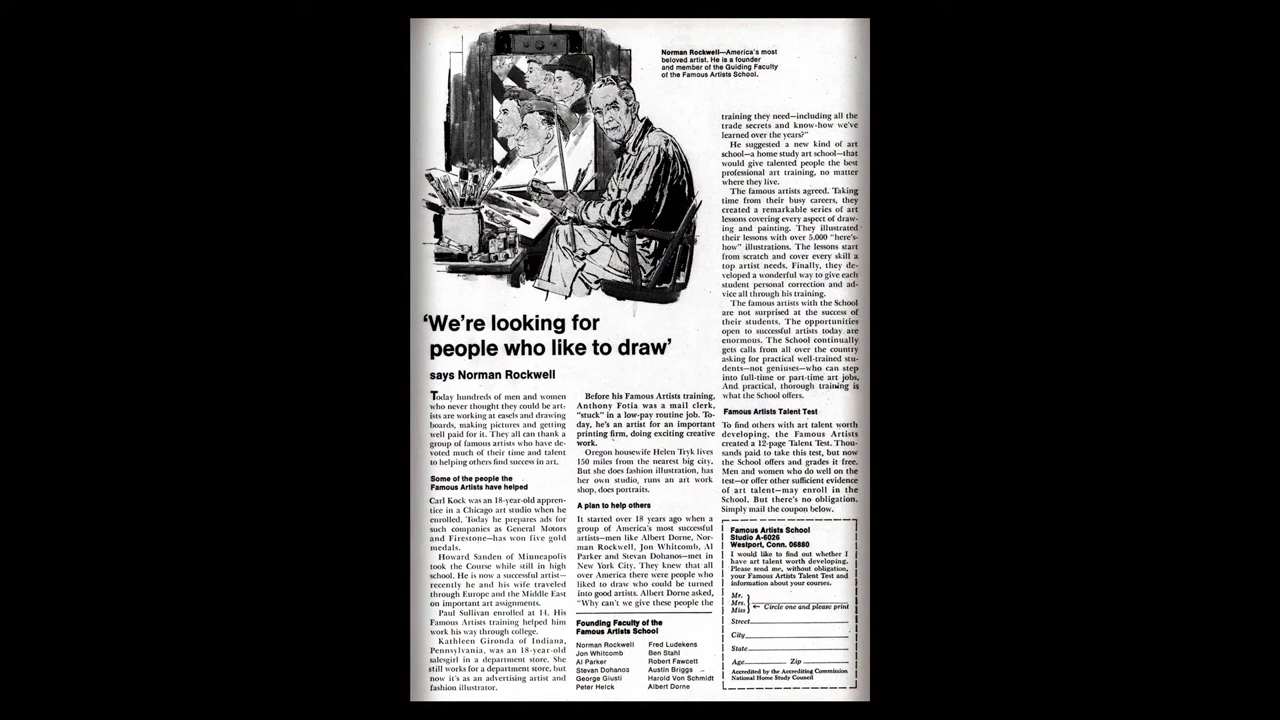 Norman Rockwell—America's most
beloved artist. He is a founder
and member of the Guiding Faculty
of the Famous Artists School.
'We're looking for
people who like to draw'
says Norman Rockwell
Today hundreds of men and women
who never thought they could be art-
ists are working at easels and drawing
boards, making pictures and getting
well paid for it. They all can thank a
group of famous artists who have de-
voted much of their time and talent
to helping others find success in art.
Some of the people the
Famous Artists have helped
Carl Kock was an 18-year-old appren-
tice in a Chicago art studio when he
enrolled. Today he prepares ads for
such companies as General Motors
and Firestone—has won five gold
medals.
Howard Sanden of Minneapolis
took the Course while still in high
school. He is now a successful artist—
recently he and his wife traveled
through Europe and the Middle East
on important art assignments.
Paul Sullivan enrolled at 14. His
Famous Artists training helped him
work his way through college.
Kathleen Gironda of Indiana,
Pennsylvania, was an 18-year-old
salesgirl in a department store. She
still works for a department store, but
now it's as an advertising artist and
fashion illustrator.
Before his Famous Artists training,
Anthony Fotia was a mail clerk,
"stuck" in a low-pay routine job. To-
day, he's an artist for an important
printing firm, doing exciting creative
work.
Oregon housewife Helen Tryk lives
150 miles from the nearest big city.
But she does fashion illustration, has
her own studio, runs an art work
shop, does portraits.
A plan to help others
It started over 18 years ago when a
group of America's most successful
artists—men like Albert Dorne, Nor-
man Rockwell, Jon Whitcomb, Al
Parker and Stevan Dohanos—met in
New York City. They knew that all
over America there were people who
liked to draw who could be turned
into good artists. Albert Dorne asked,
"Why can't we give these people the
Founding Faculty of the
Famous Artists School
Norman Rockwell
Jon Whitcomb
Al Parker
Stevan Dohanos
George Giusti
Peter Helck
Fred Ludekens
Ben Stahl
Robert Fawcett
Austin Briggs
Harold Von Schmidt
Albert Dorne
training they need—including all the
trade secrets and know-how we've
learned over the years?"
He suggested a new kind of art
school—a home study art school—that
would give talented people the best
professional art training, no matter
where they live.
The famous artists agreed. Taking
time from their busy careers, they
created a remarkable series of art
lessons covering every aspect of draw-
ing and painting. They illustrated
their lessons with over 5,000 "here's-
how" illustrations. The lessons start
from scratch and cover every skill a
top artist needs. Finally, they de-
veloped a wonderful way to give each
student personal correction and ad-
vice all through his training.
The famous artists with the School
are not surprised at the success of
their students. The opportunities
open to successful artists today are
enormous. The School continually
gets calls from all over the country
asking for practical well-trained stu-
dents—not geniuses—who can step
into full-time or part-time art jobs.
And practical, thorough training is
what the School offers.
Famous Artists Talent Test
To find others with art talent worth
developing, the Famous Artists
created a 12-page Talent Test. Thou-
sands paid to take this test, but now
the School offers and grades it free.
Men and women who do well on the
test—or offer other sufficient evidence
of art talent—may enroll in the
School. But there's no obligation.
Simply mail the coupon below.
Famous Artists School
Studio A-6026
Westport, Conn. 06880
I would like to find out whether I
have art talent worth developing.
Please send me, without obligation,
your Famous Artists Talent Test and
information about your courses.
Mr.
Mrs.
Miss
← Circle one and please print
Street
City
State
Age Zip
Accredited by the Accrediting Commission
National Home Study Council